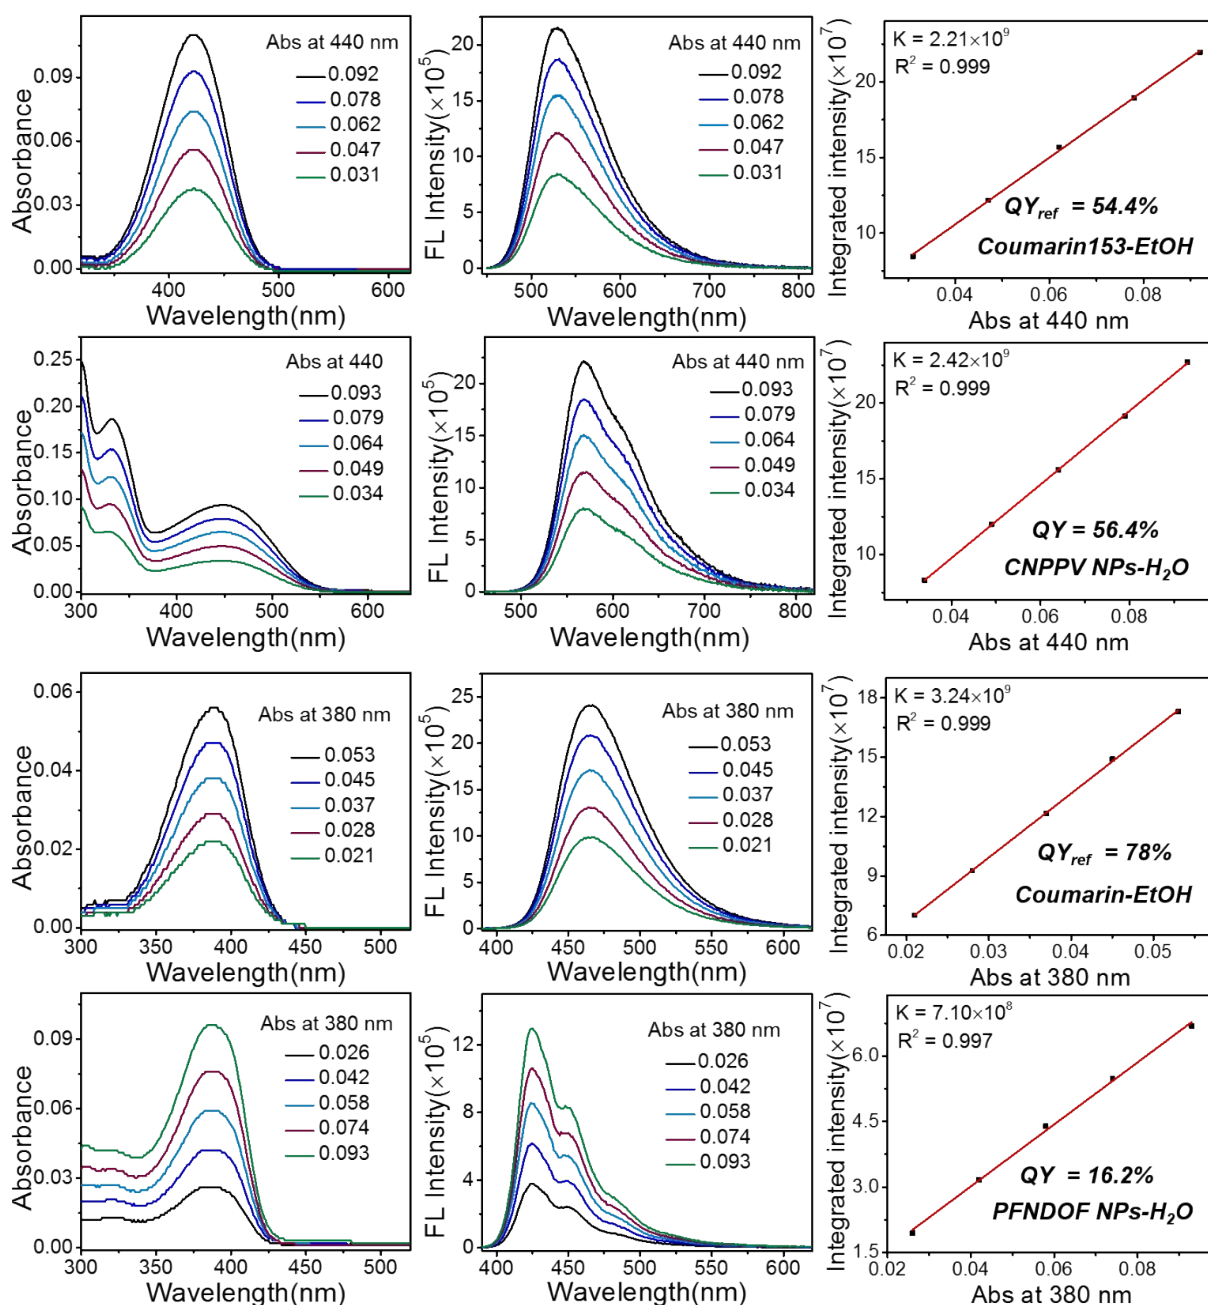 Abs at 440 nm
0.092
0.078
0.062
0.047
0.031
0.09
0.06
0.03
0.00
Absorbance
400
500
600
Wavelength(nm)
Abs at 440 nm
0.092
0.078
0.062
0.047
0.031
20
15
10
5
0
FL Intensity(×10⁵)
500
600
700
800
Wavelength(nm)
K = 2.21×10⁹
R² = 0.999
QYref = 54.4%
Coumarin153-EtOH
20
15
10
Integrated intensity(×10⁷)
0.04
0.06
0.08
Abs at 440 nm
Abs at 440
0.093
0.079
0.064
0.049
0.034
0.25
0.20
0.15
0.10
0.05
0.00
Absorbance
300
400
500
600
Wavelength(nm)
Abs at 440 nm
0.093
0.079
0.064
0.049
0.034
20
15
10
5
0
FL Intensity(×10⁵)
500
600
700
800
Wavelength(nm)
K = 2.42×10⁹
R² = 0.999
QY = 56.4%
CNPPV NPs-H₂O
20
15
10
Integrated intensity(×10⁷)
0.04
0.06
0.08
Abs at 440 nm
Abs at 380 nm
0.053
0.045
0.037
0.028
0.021
0.06
0.04
0.02
0.00
Absorbance
300
350
400
450
500
Wavelength(nm)
Abs at 380 nm
0.053
0.045
0.037
0.028
0.021
25
20
15
10
5
0
FL Intensity(×10⁵)
400
450
500
550
600
Wavelength(nm)
K = 3.24×10⁹
R² = 0.999
QYref = 78%
Coumarin-EtOH
18
15
12
9
6
Integrated intensity(×10⁷)
0.02
0.03
0.04
0.05
Abs at 380 nm
Abs at 380 nm
0.026
0.042
0.058
0.074
0.093
0.09
0.06
0.03
0.00
Absorbance
300
350
400
450
500
Wavelength(nm)
Abs at 380 nm
0.026
0.042
0.058
0.074
0.093
12
9
6
3
0
FL Intensity(×10⁵)
400
450
500
550
600
Wavelength(nm)
K = 7.10×10⁸
R² = 0.997
QY = 16.2%
PFNDOF NPs-H₂O
6.0
4.5
3.0
1.5
Integrated intensity(×10⁷)
0.02
0.04
0.06
0.08
Abs at 380 nm